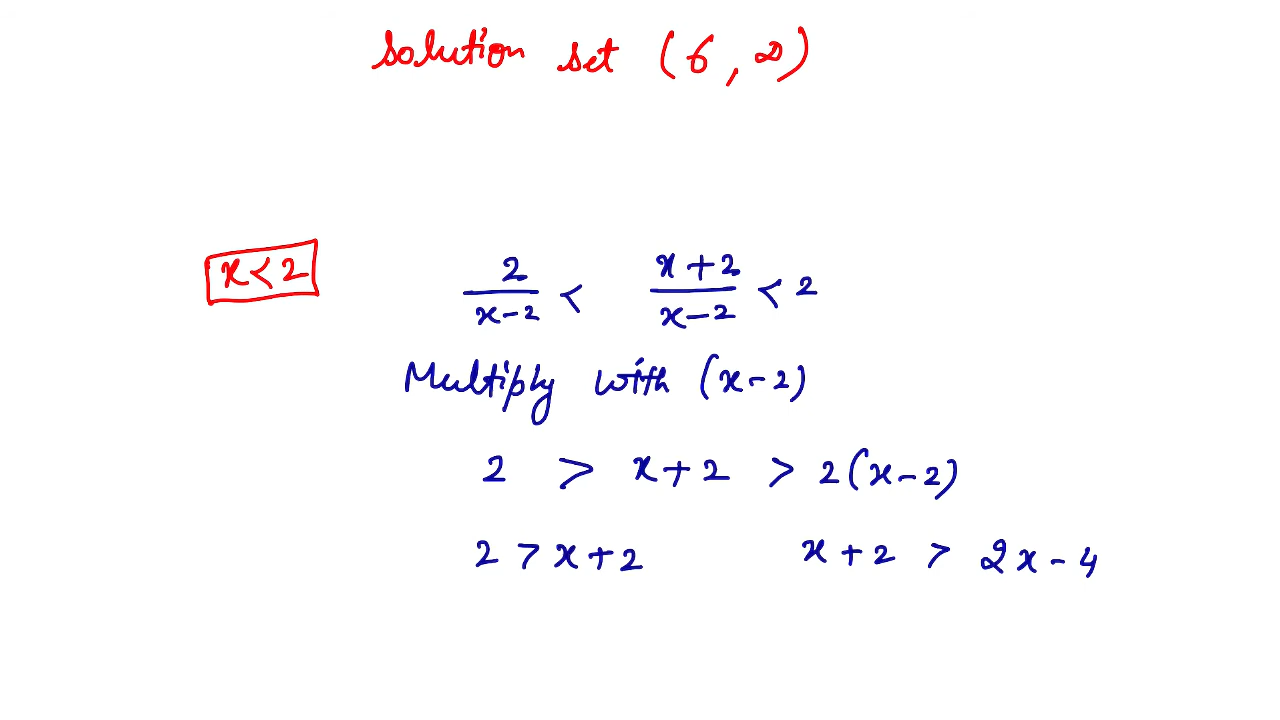 solution set (6, ∞)
x < 2
2/(x-2) < (x+2)/(x-2) < 2
Multiply with (x-2)
2 > x+2 > 2(x-2)
2 > x+2 x+2 > 2x-4